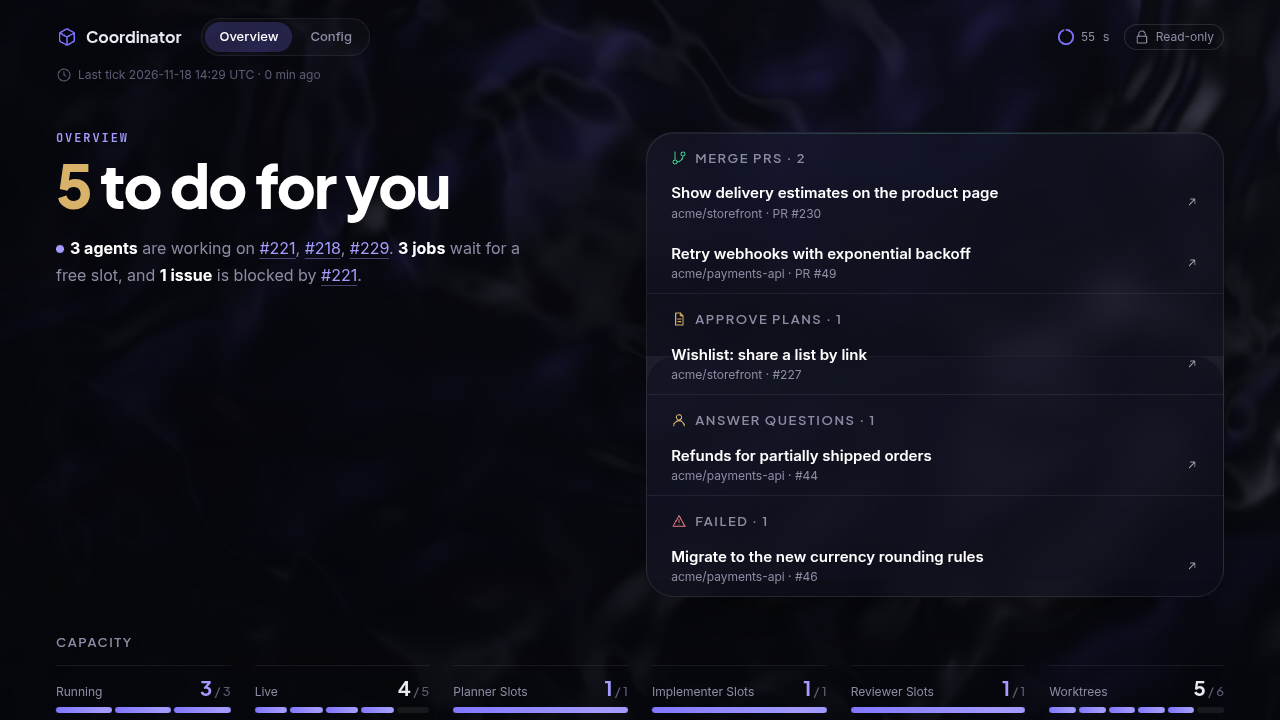 Coordinator
Overview
Config
55 s
Read-only
Last tick 2026-11-18 14:29 UTC · 0 min ago
OVERVIEW
5 to do for you
3 agents are working on #221, #218, #229. 3 jobs wait for a
free slot, and 1 issue is blocked by #221.
MERGE PRS · 2
Show delivery estimates on the product page
acme/storefront · PR #230
Retry webhooks with exponential backoff
acme/payments-api · PR #49
APPROVE PLANS · 1
Wishlist: share a list by link
acme/storefront · #227
ANSWER QUESTIONS · 1
Refunds for partially shipped orders
acme/payments-api · #44
FAILED · 1
Migrate to the new currency rounding rules
acme/payments-api · #46
CAPACITY
Running 3 / 3
Live 4 / 5
Planner Slots 1 / 1
Implementer Slots 1 / 1
Reviewer Slots 1 / 1
Worktrees 5 / 6